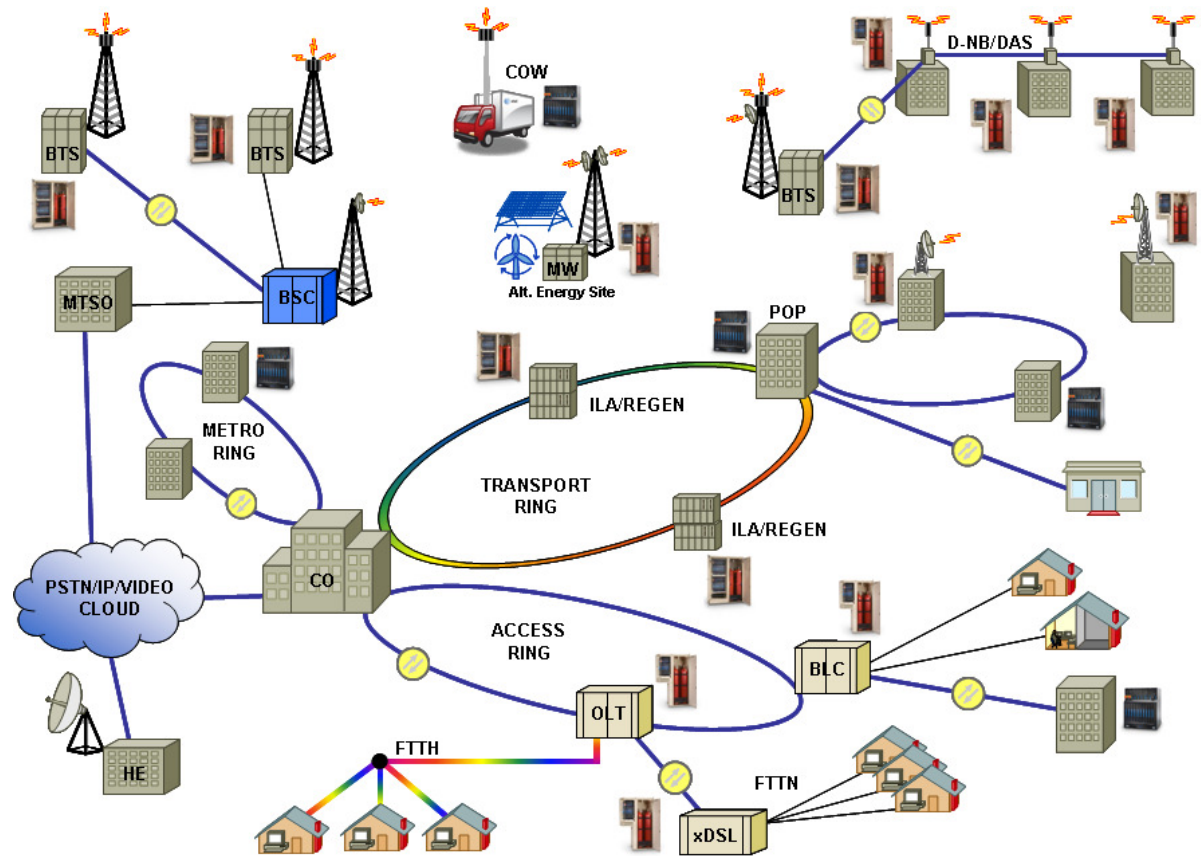 D-NB/DAS
COW
BTS
BTS
BTS
MTSO
BSC
MW
Alt. Energy Site
POP
ILA/REGEN
METRO
RING
TRANSPORT
RING
ILA/REGEN
CO
PSTN/IP/VIDEO
CLOUD
ACCESS
RING
BLC
OLT
FTTH
HE
FTTN
xDSL